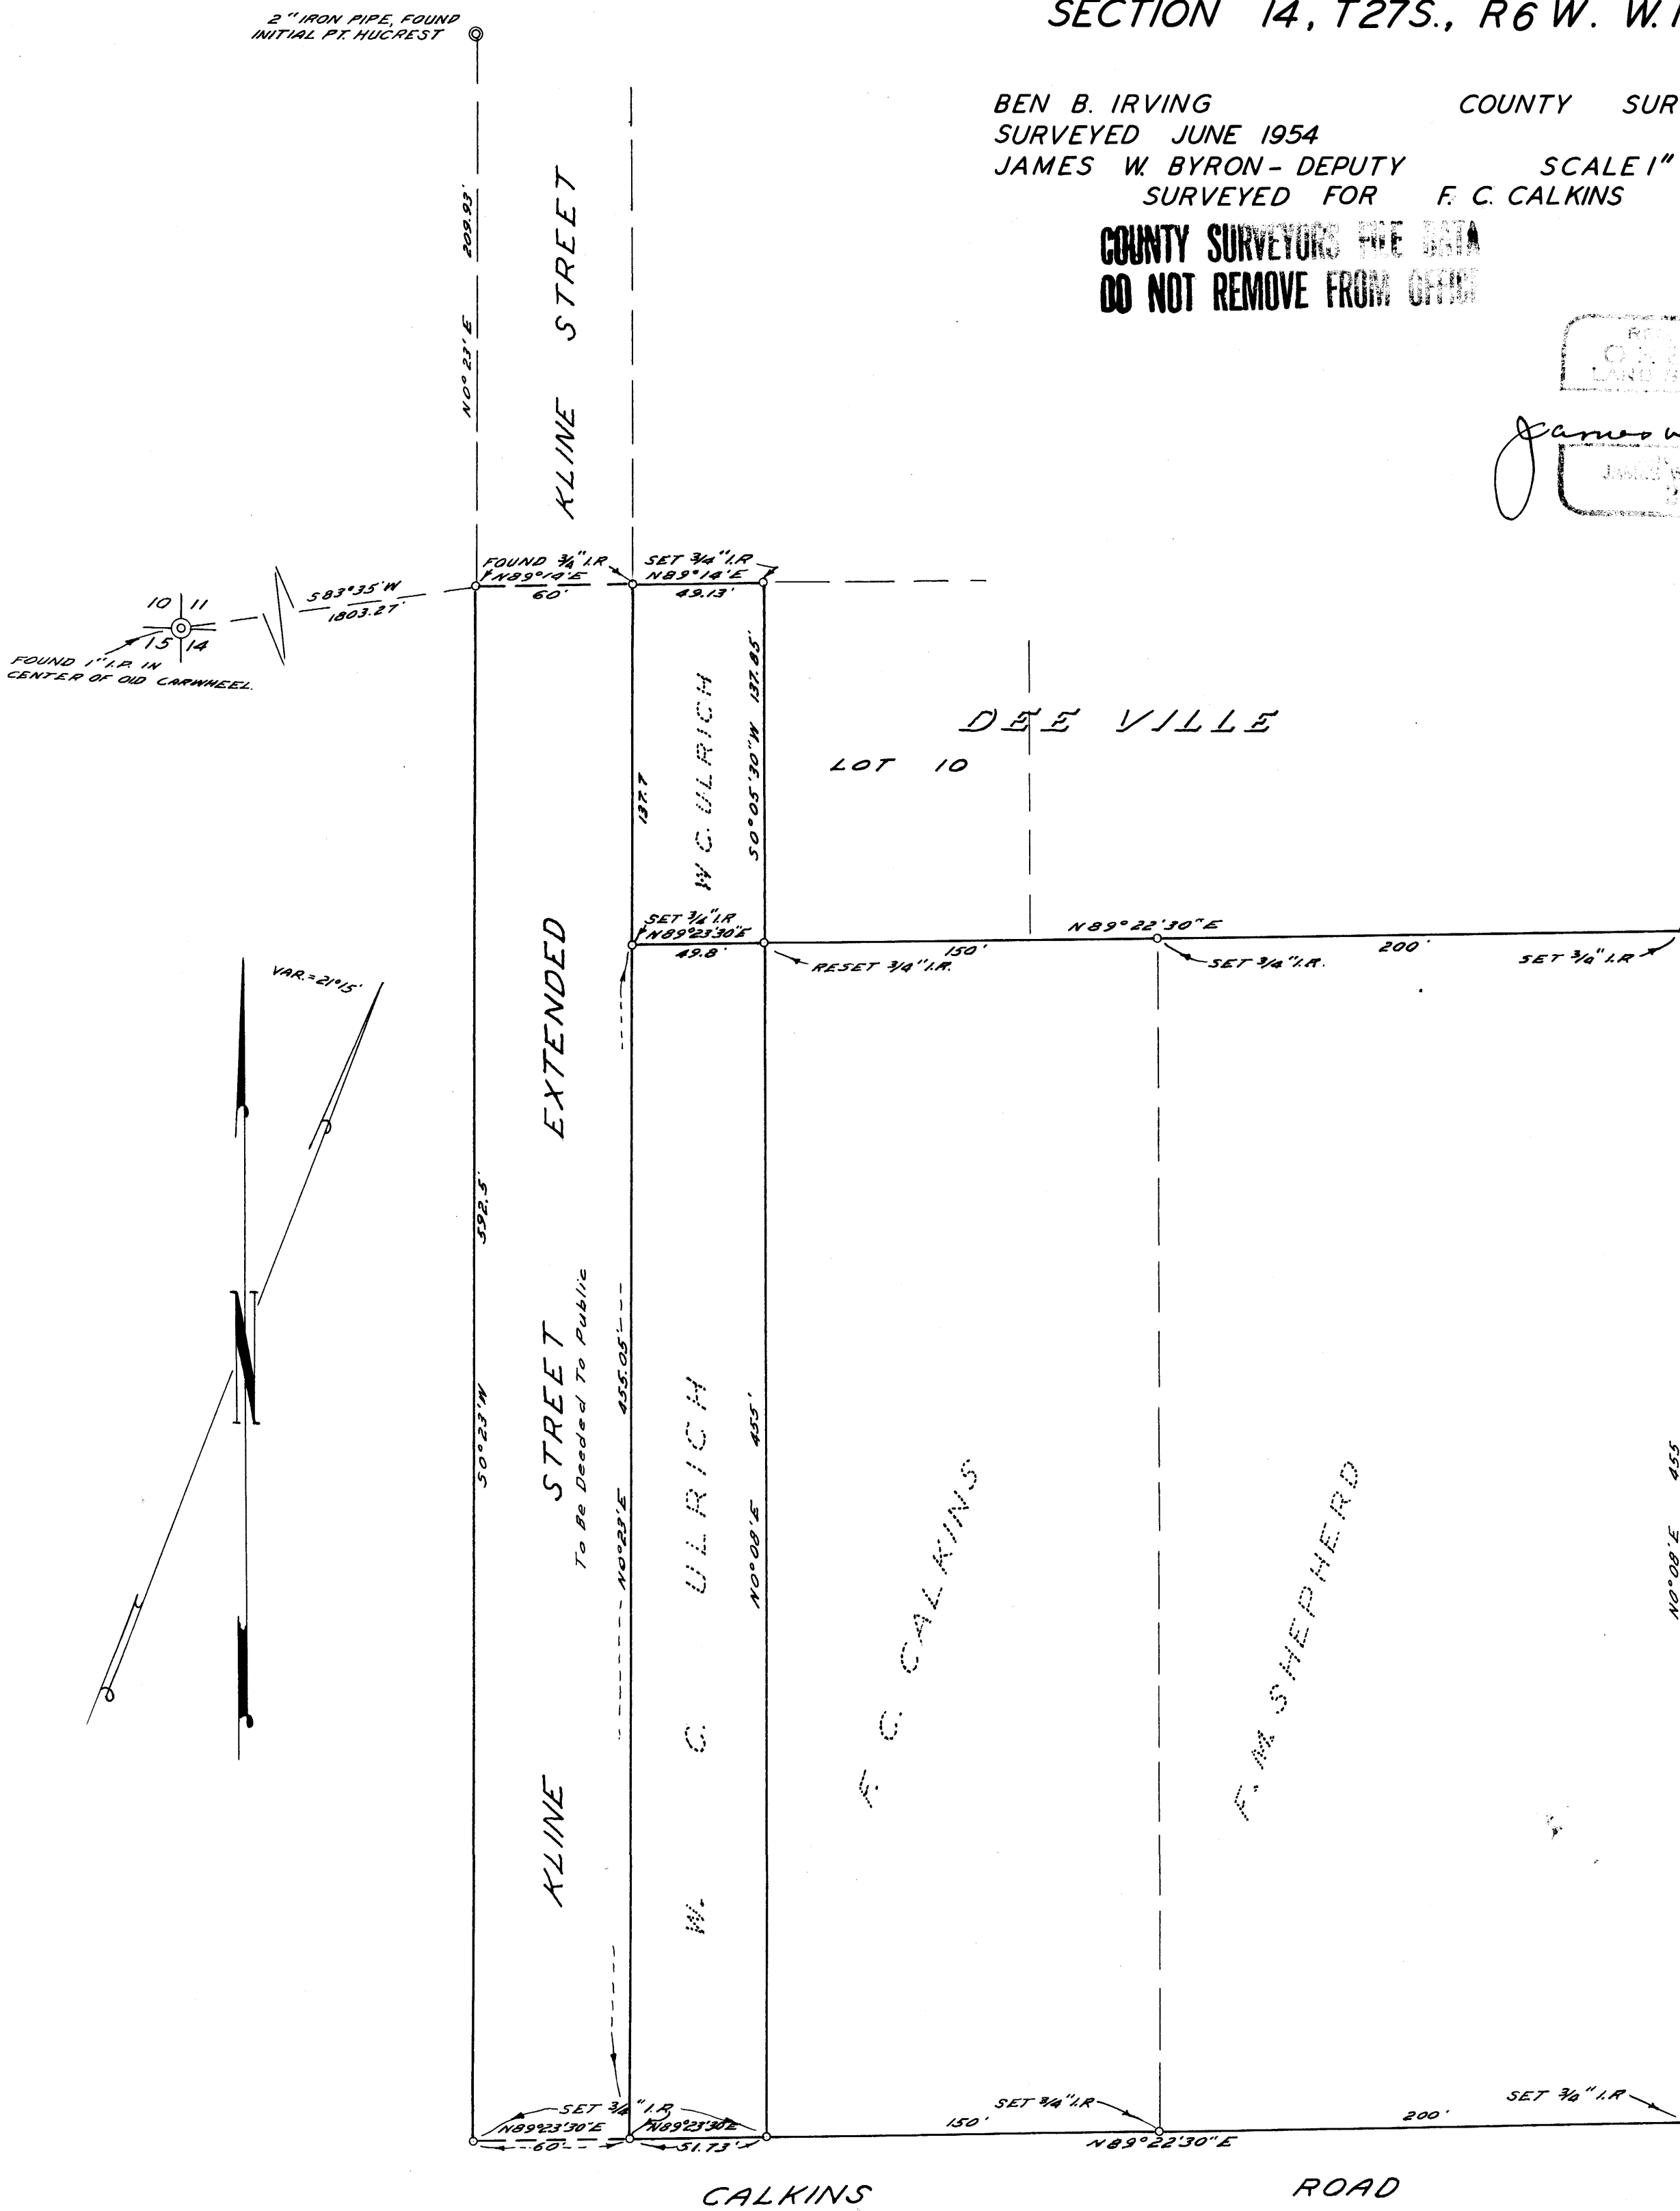 SECTION 14, T27S., R6W. W.
BEN B. IRVING COUNTY SUR
SURVEYED JUNE 1954
JAMES W. BYRON - DEPUTY SCALE 1"
SURVEYED FOR F. C. CALKINS
COUNTY SURVEYORS FILE DATA
DO NOT REMOVE FROM OFFICE
LAND
James W
2" IRON PIPE, FOUND
INITIAL PT. HUCREST
N0°23'E 209.93'
KLINE STREET
FOUND 3/4" I.R.
N89°14'E
60'
SET 3/4" I.R.
N89°14'E
49.13'
S83°35'W
1803.27'
10 11
15 14
FOUND 1" I.P. IN
CENTER OF OLD CARWHEEL.
137.7
W C. ULRICH
S0°05'30"W 137.85'
DEE VILLE
LOT 10
SET 3/4" I.R.
N89°23'30"E
49.8'
150'
RESET 3/4" I.R.
N89°22'30"E
SET 3/4" I.R.
200'
SET 3/4" I.R.
VAR. = 21°15'
N
S0°23'W 592.5'
KLINE STREET EXTENDED
To Be Deeded To Public
N0°23'E 455.05'
W. C. ULRICH
N0°08'E 455'
F. C. CALKINS
F. M. SHEPHERD
N0°08'E 455
SET 3/4" I.R.
N89°23'30"E
60'
N89°23'30"E
51.73'
150'
SET 3/4" I.R.
N89°22'30"E
200'
SET 3/4" I.R.
CALKINS ROAD